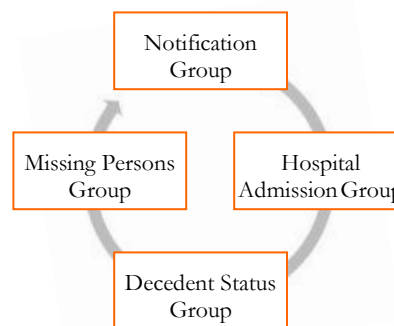 Notification
Group
Missing Persons
Group
Hospital
Admission Group
Decedent Status
Group